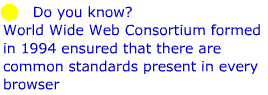 Do you know?
World Wide Web Consortium formed
in 1994 ensured that there are
common standards present in every
browser